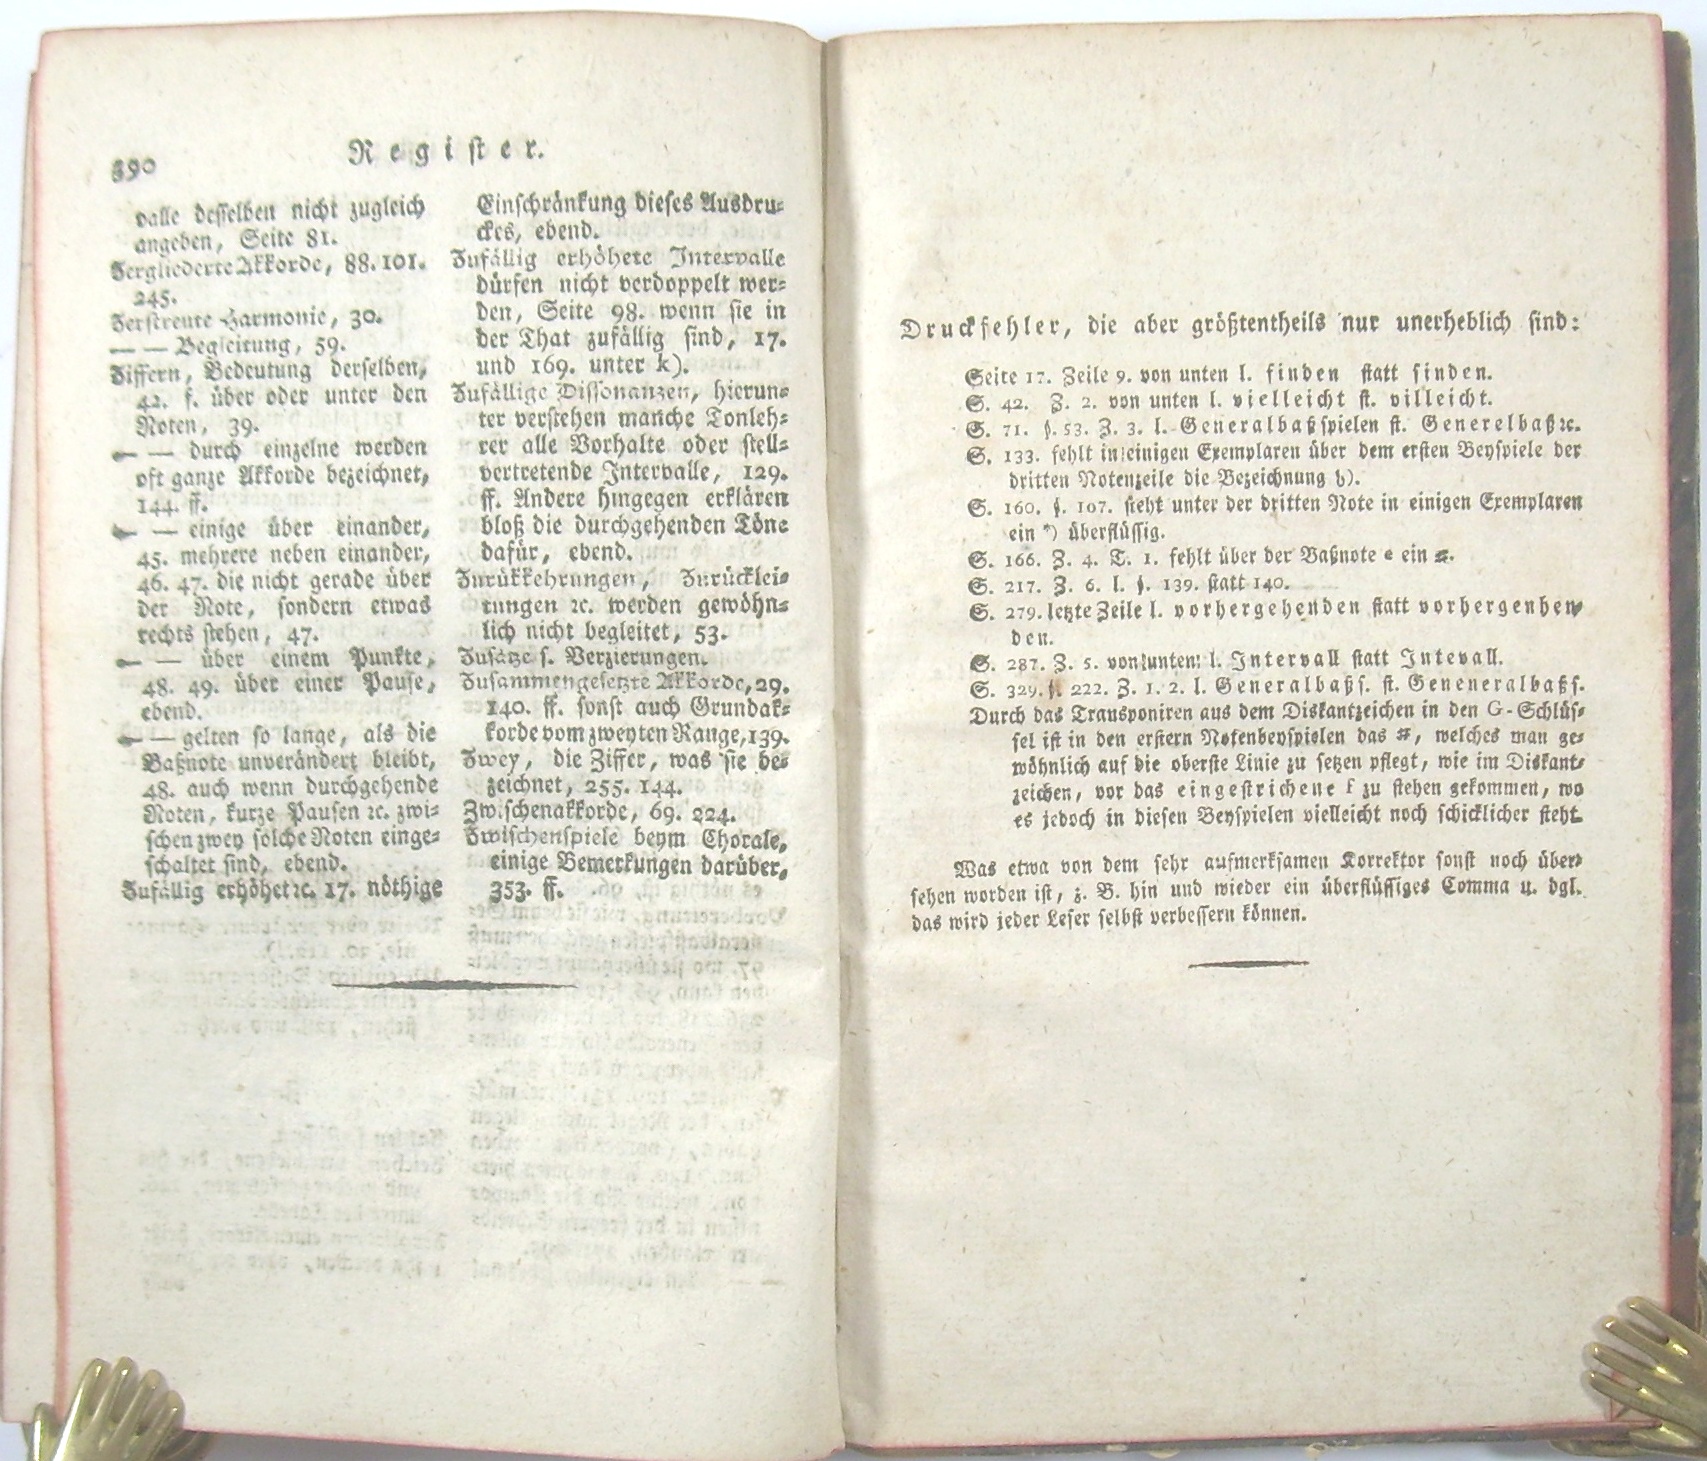 390
Register.
valle desselben nicht zugleich
angeben, Seite 81.
Zergliederte Akkorde, 88. 101.
245.
Zerstreute Harmonie, 30.
— — Begleitung, 59.
Ziffern, Bedeutung derselben,
42. f. über oder unter den
Noten, 39.
— — durch einzelne werden
oft ganze Akkorde bezeichnet,
144. ff.
— — einige über einander,
45. mehrere neben einander,
46. 47. die nicht gerade über
der Note, sondern etwas
rechts stehen, 47.
— — über einem Punkte,
48. 49. über einer Pause,
ebend.
— — gelten so lange, als die
Baßnote unverändert bleibt,
48. auch wenn durchgehende
Noten, kurze Pausen ꝛc. zwi-
schen zwey solche Noten einge-
schaltet sind, ebend.
Zufällig erhöhet ꝛc. 17. nöthige
Einschränkung dieses Ausdru-
ckes, ebend.
Zufällig erhöhete Intervalle
dürfen nicht verdoppelt wer-
den, Seite 98. wenn sie in
der That zufällig sind, 17.
und 169. unter k).
Zufällige Dissonanzen, hierun-
ter verstehen manche Tonleh-
rer alle Vorhalte oder stell-
vertretende Intervalle, 129.
ff. Andere hingegen erklären
bloß die durchgehenden Töne
dafür, ebend.
Zurükkehrungen, Zurücklei-
tungen ꝛc. werden gewöhn-
lich nicht begleitet, 53.
Zusätze s. Verzierungen.
Zusammengesetzte Akkorde, 29.
140. ff. sonst auch Grundak-
korde vom zweyten Range, 139.
Zwey, die Ziffer, was sie be-
zeichnet, 255. 144.
Zwischenakkorde, 69. 224.
Zwischenspiele beym Chorale,
einige Bemerkungen darüber,
353. ff.
Druckfehler, die aber größtentheils nur unerheblich sind:
Seite 17. Zeile 9. von unten l. finden statt sinden.
S. 42. Z. 2. von unten l. vielleicht st. villeicht.
S. 71. §. 53. Z. 3. l. Generalbaßspielen st. Generelbaß ꝛc.
S. 133. fehlt in einigen Exemplaren über dem ersten Beyspiele der
dritten Notenzeile die Bezeichnung b).
S. 160. §. 107. steht unter der dritten Note in einigen Exemplaren
ein *) überflüssig.
S. 166. Z. 4. T. 1. fehlt über der Baßnote e ein #.
S. 217. Z. 6. l. §. 139. statt 140.
S. 279. letzte Zeile l. vorhergehenden statt vorhergenhen-
den.
S. 287. Z. 5. von unten: l. Intervall statt Intevall.
S. 329. §. 222. Z. 1. 2. l. Generalbaßs. st. Geneneralbaßs.
Durch das Transponiren aus dem Diskantzeichen in den G-Schlüs-
sel ist in den erstern Notenbeyspielen das #, welches man ge-
wöhnlich auf die oberste Linie zu setzen pflegt, wie im Diskant-
zeichen, vor das eingestrichene f zu stehen gekommen, wo
es jedoch in diesen Beyspielen vielleicht noch schicklicher steht.
Was etwa von dem sehr aufmerksamen Korrektor sonst noch über-
sehen worden ist, z. B. hin und wieder ein überflüssiges Comma u. dgl.
das wird jeder Leser selbst verbessern können.